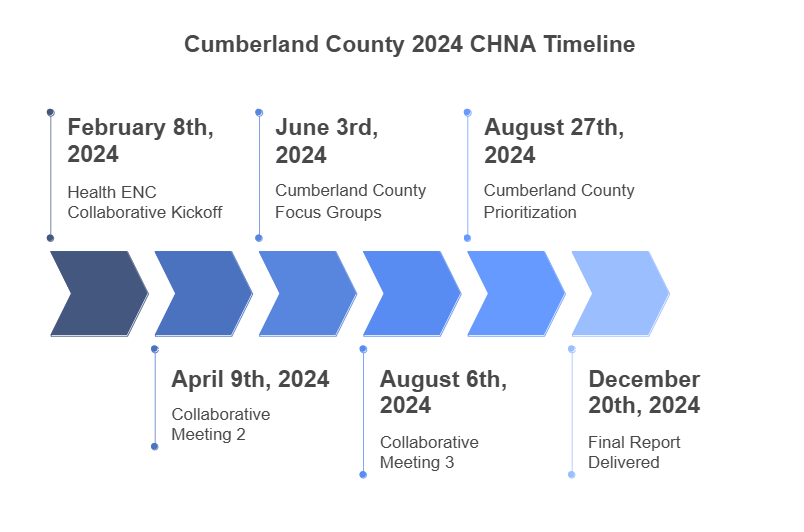 Cumberland County 2024 CHNA Timeline
February 8th,
2024
Health ENC
Collaborative Kickoff
June 3rd,
2024
Cumberland County
Focus Groups
August 27th,
2024
Cumberland County
Prioritization
April 9th, 2024
Collaborative
Meeting 2
August 6th,
2024
Collaborative
Meeting 3
December
20th, 2024
Final Report
Delivered